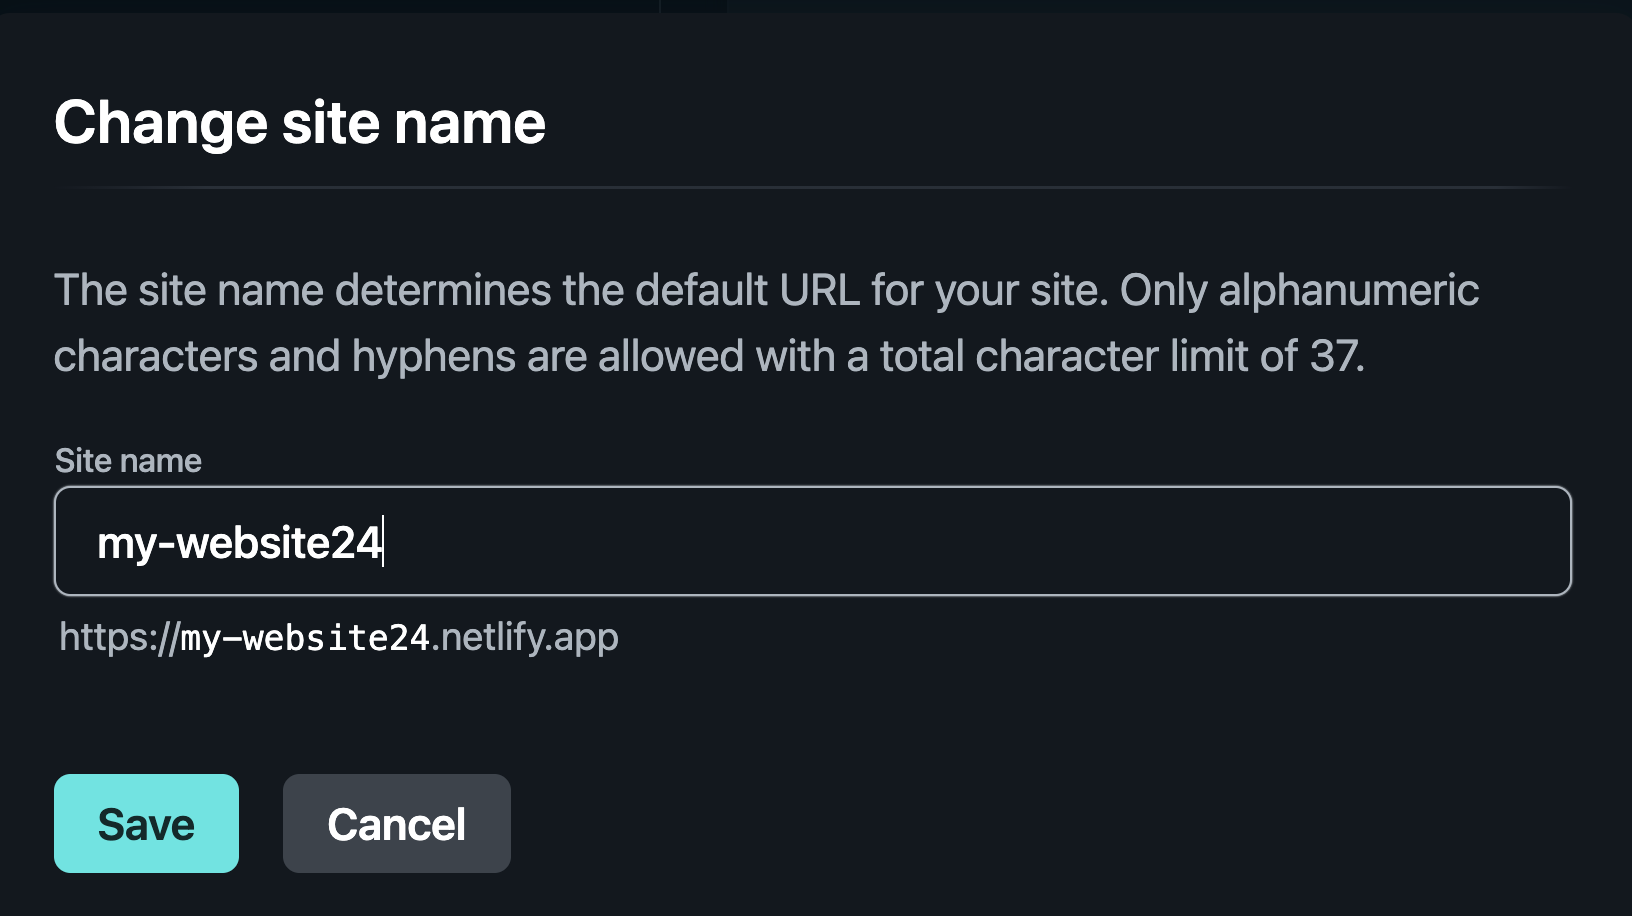 Change site name
The site name determines the default URL for your site. Only alphanumeric
characters and hyphens are allowed with a total character limit of 37.
Site name
my-website24
https://my-website24.netlify.app
Save Cancel